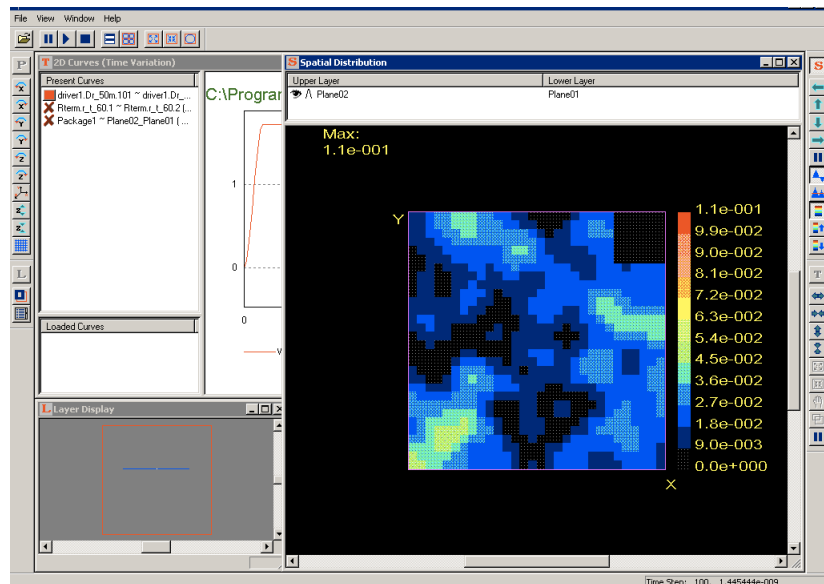 File View Window Help
P
T 2D Curves (Time Variation)
Present Curves
driver1.Dr_50m.101 ~ driver1.Dr_...
Rterm.r_t_60.1 ~ Rterm.r_t_60.2 (...
Package1 ~ Plane02_Plane01 ( ...
Loaded Curves
C:\Progra
1
0
0
L Layer Display
S Spatial Distribution
Upper Layer Lower Layer
Plane02 Plane01
Max:
1.1e-001
Y
X
1.1e-001
9.9e-002
9.0e-002
8.1e-002
7.2e-002
6.3e-002
5.4e-002
4.5e-002
3.6e-002
2.7e-002
1.8e-002
9.0e-003
0.0e+000
S
T
L
Time Step: 100, 1.445444e-009